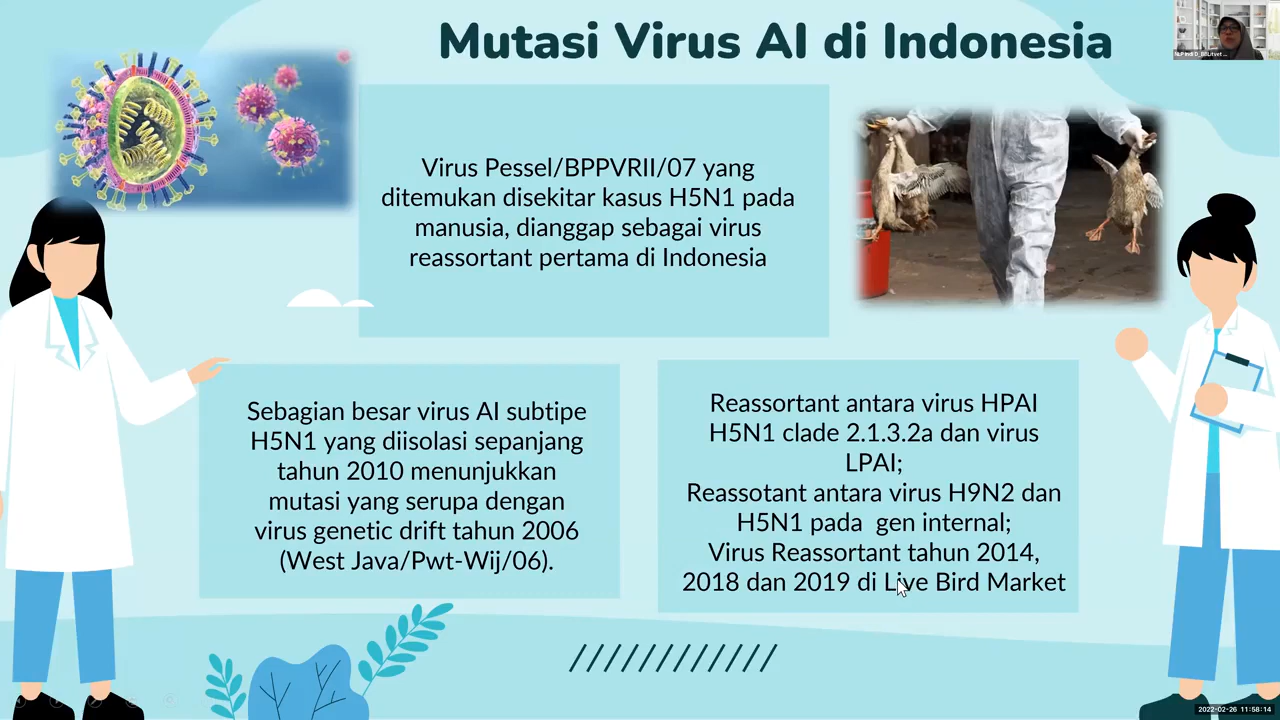 Mutasi Virus AI di Indonesia
Virus Pessel/BPPVRII/07 yang
ditemukan disekitar kasus H5N1 pada
manusia, dianggap sebagai virus
reassortant pertama di Indonesia
Sebagian besar virus AI subtipe
H5N1 yang diisolasi sepanjang
tahun 2010 menunjukkan
mutasi yang serupa dengan
virus genetic drift tahun 2006
(West Java/Pwt-Wij/06).
Reassortant antara virus HPAI
H5N1 clade 2.1.3.2a dan virus
LPAI;
Reassotant antara virus H9N2 dan
H5N1 pada gen internal;
Virus Reassortant tahun 2014,
2018 dan 2019 di Live Bird Market
2022-02-26 11:58:14